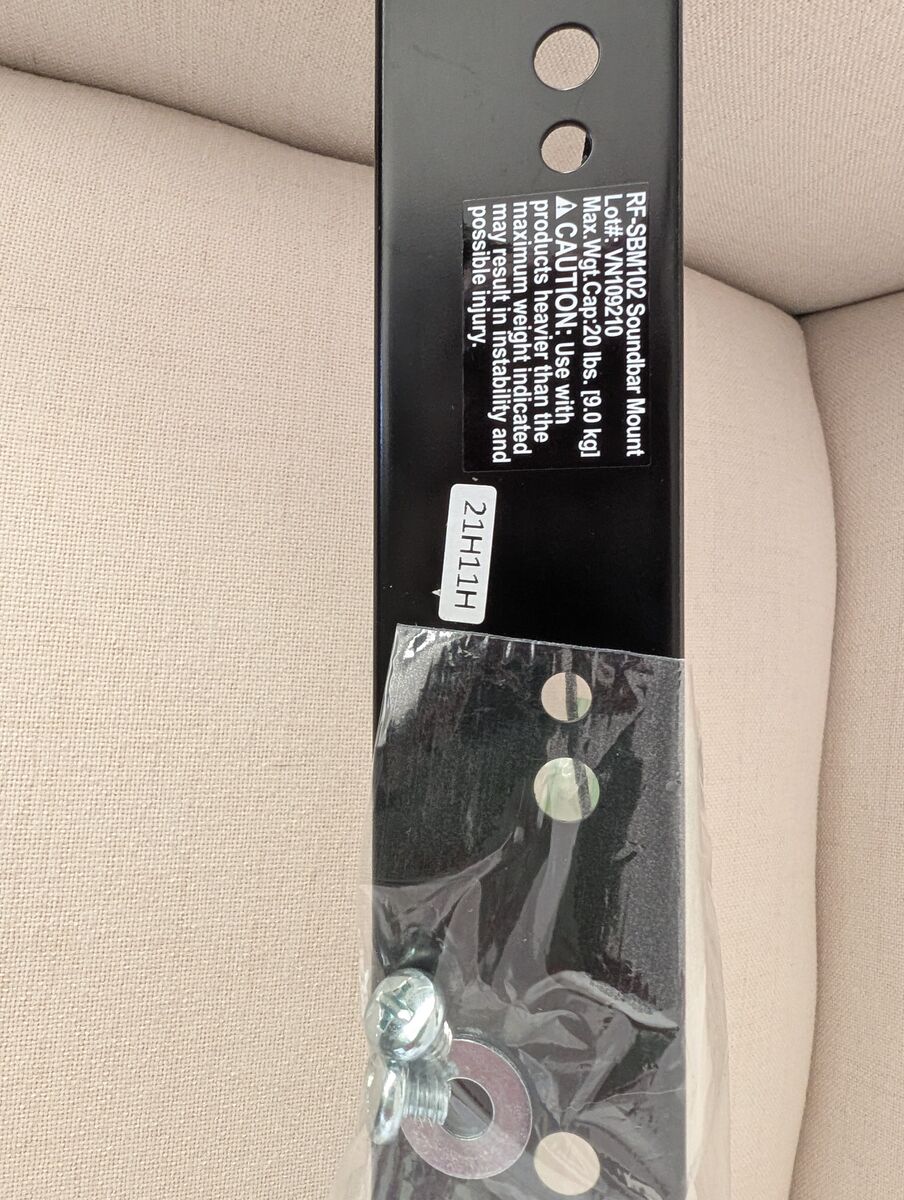 RF-SBM102 Soundbar Mount
Lot#: VN109210
Max.Wgt.Cap:20 lbs. [9.0 kg]
⚠CAUTION: Use with
products heavier than the
maximum weight indicated
may result in instability and
possible injury.
21H11H